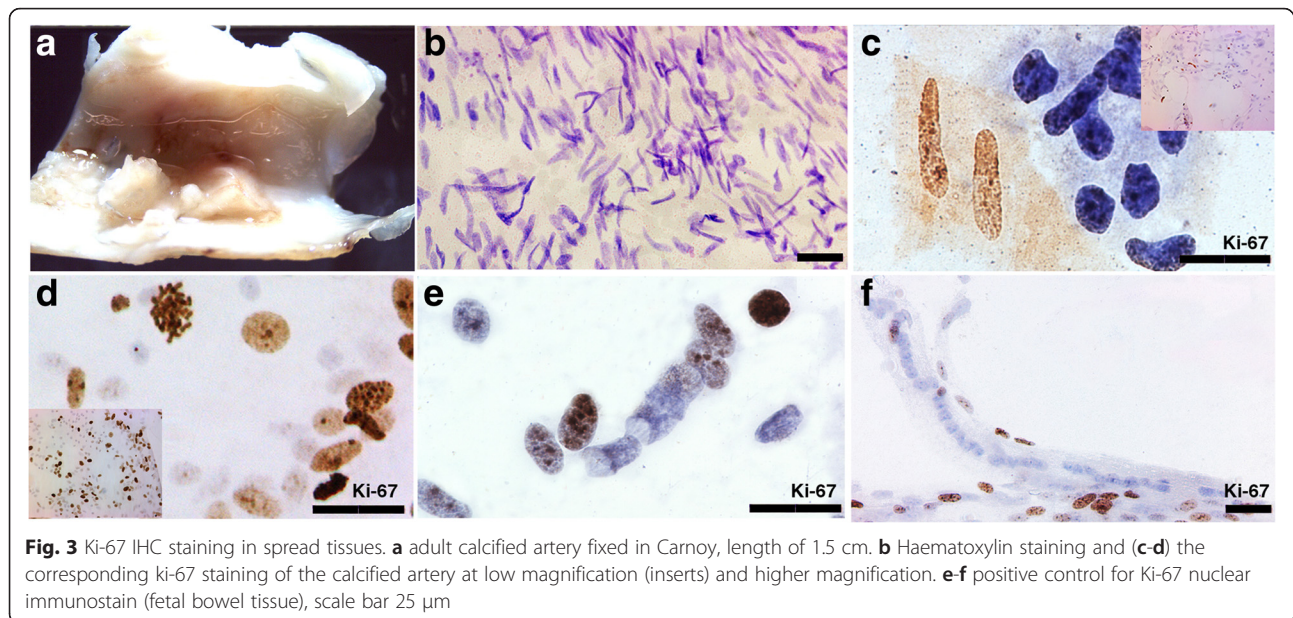 a
b
c
Ki-67
d
Ki-67
e
Ki-67
f
Ki-67
Fig. 3 Ki-67 IHC staining in spread tissues. a adult calcified artery fixed in Carnoy, length of 1.5 cm. b Haematoxylin staining and (c-d) the
corresponding ki-67 staining of the calcified artery at low magnification (inserts) and higher magnification. e-f positive control for Ki-67 nuclear
immunostain (fetal bowel tissue), scale bar 25 μm